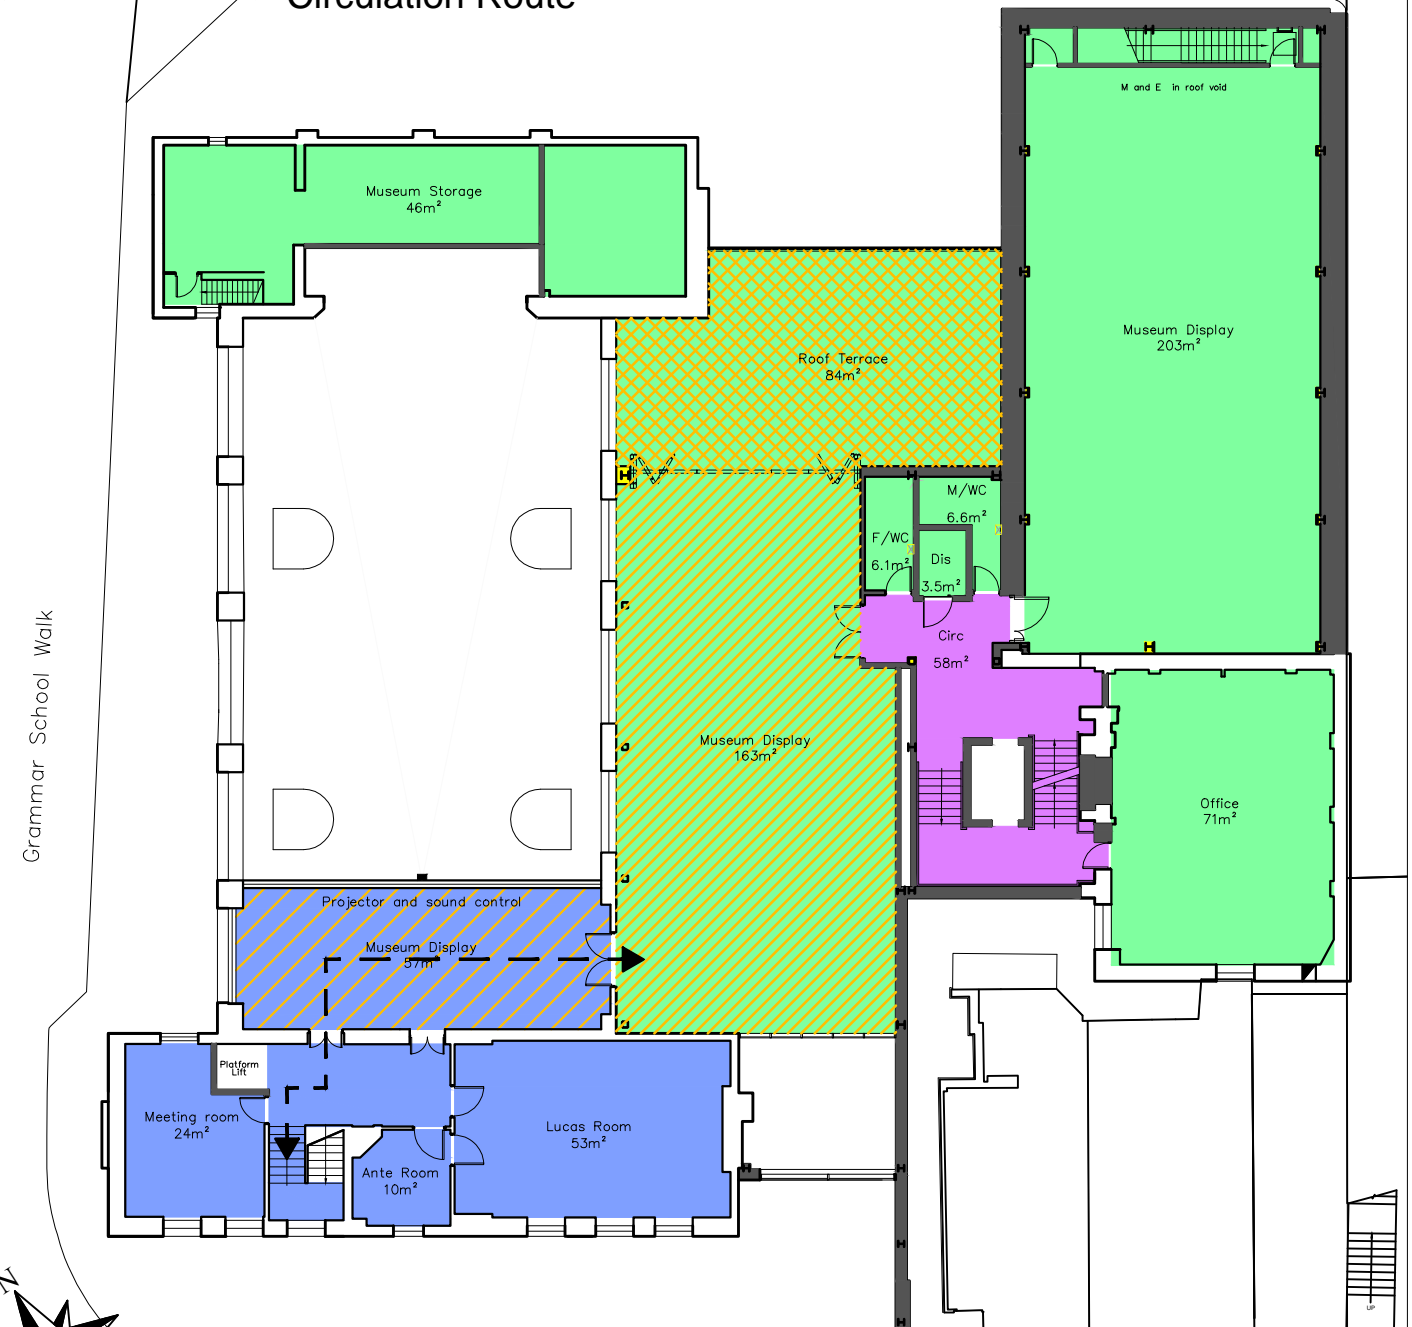 Circulation Route
M and E in roof void
Museum Storage
46m²
Museum Display
203m²
Roof Terrace
84m²
M/WC
6.6m²
F/WC
6.1m²
Dis
3.5m²
Circ
58m²
Grammar School Walk
Museum Display
163m²
Office
71m²
Projector and sound control
Museum Display
57m²
Platform
Lift
Meeting room
24m²
Lucas Room
53m²
Ante Room
10m²
N
UP